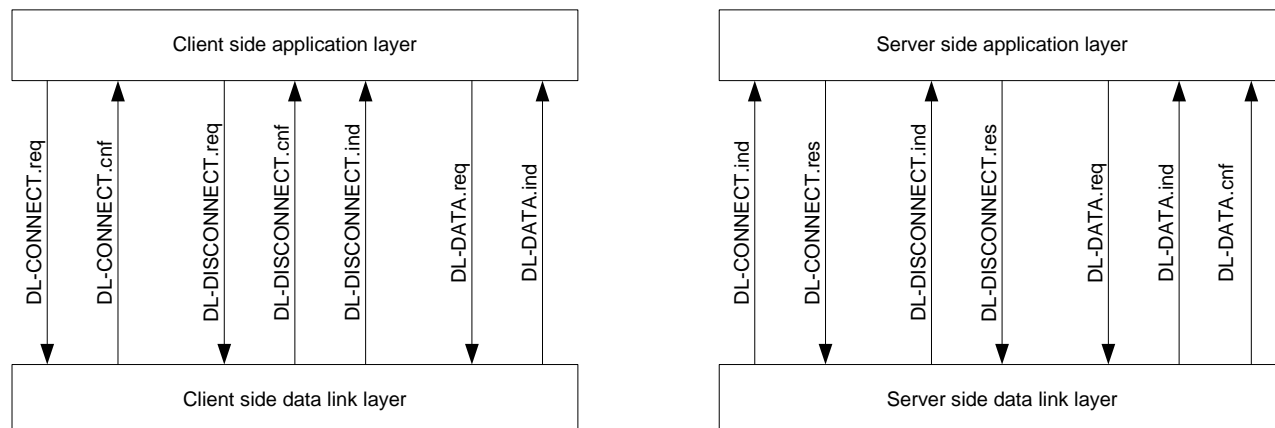 Client side application layer
Server side application layer
DL-CONNECT.req
DL-CONNECT.cnf
DL-DISCONNECT.req
DL-DISCONNECT.cnf
DL-DISCONNECT.ind
DL-DATA.req
DL-DATA.ind
DL-CONNECT.ind
DL-CONNECT.res
DL-DISCONNECT.ind
DL-DISCONNECT.res
DL-DATA.req
DL-DATA.ind
DL-DATA.cnf
Client side data link layer
Server side data link layer